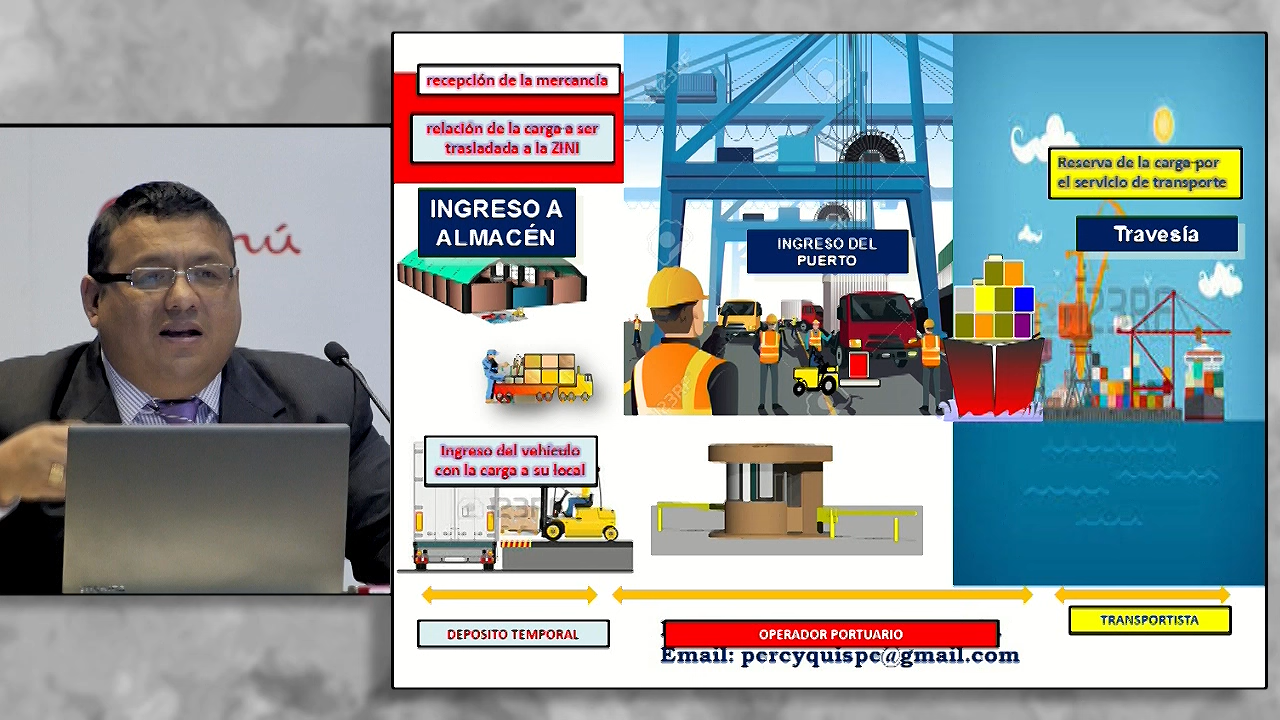 rú
recepción de la mercancía
relación de la carga a ser
trasladada a la ZINI
INGRESO A
ALMACÉN
INGRESO DEL
PUERTO
Reserva de la carga por
el servicio de transporte
Travesía
Ingreso del vehículo
con la carga a su local
DEPOSITO TEMPORAL
OPERADOR PORTUARIO
TRANSPORTISTA
Email: percyquispe@gmail.com